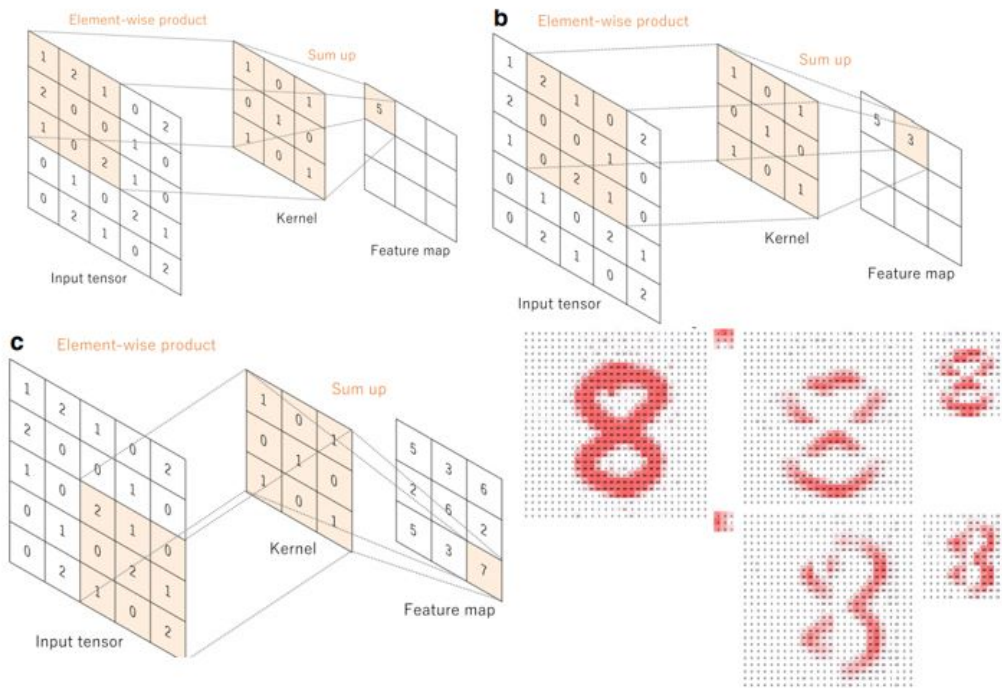 Element-wise product
Sum up
1 2 1 0 2
2 0 0 1 0
1 0 2 1 0
0 1 0 2 1
0 2 1 0 2
Input tensor
1 0 1
0 1 0
1 0 1
Kernel
5
Feature map
b
Element-wise product
Sum up
1 2 1 0 2
2 0 0 1 0
1 0 2 1 0
0 1 0 2 1
0 2 1 0 2
Input tensor
1 0 1
0 1 0
1 0 1
Kernel
5 3
Feature map
c
Element-wise product
Sum up
1 2 1 0 2
2 0 0 1 0
1 0 2 1 0
0 1 0 2 1
0 2 1 0 2
Input tensor
1 0 1
0 1 0
1 0 1
Kernel
5 3 6
2 6 2
5 3 7
Feature map